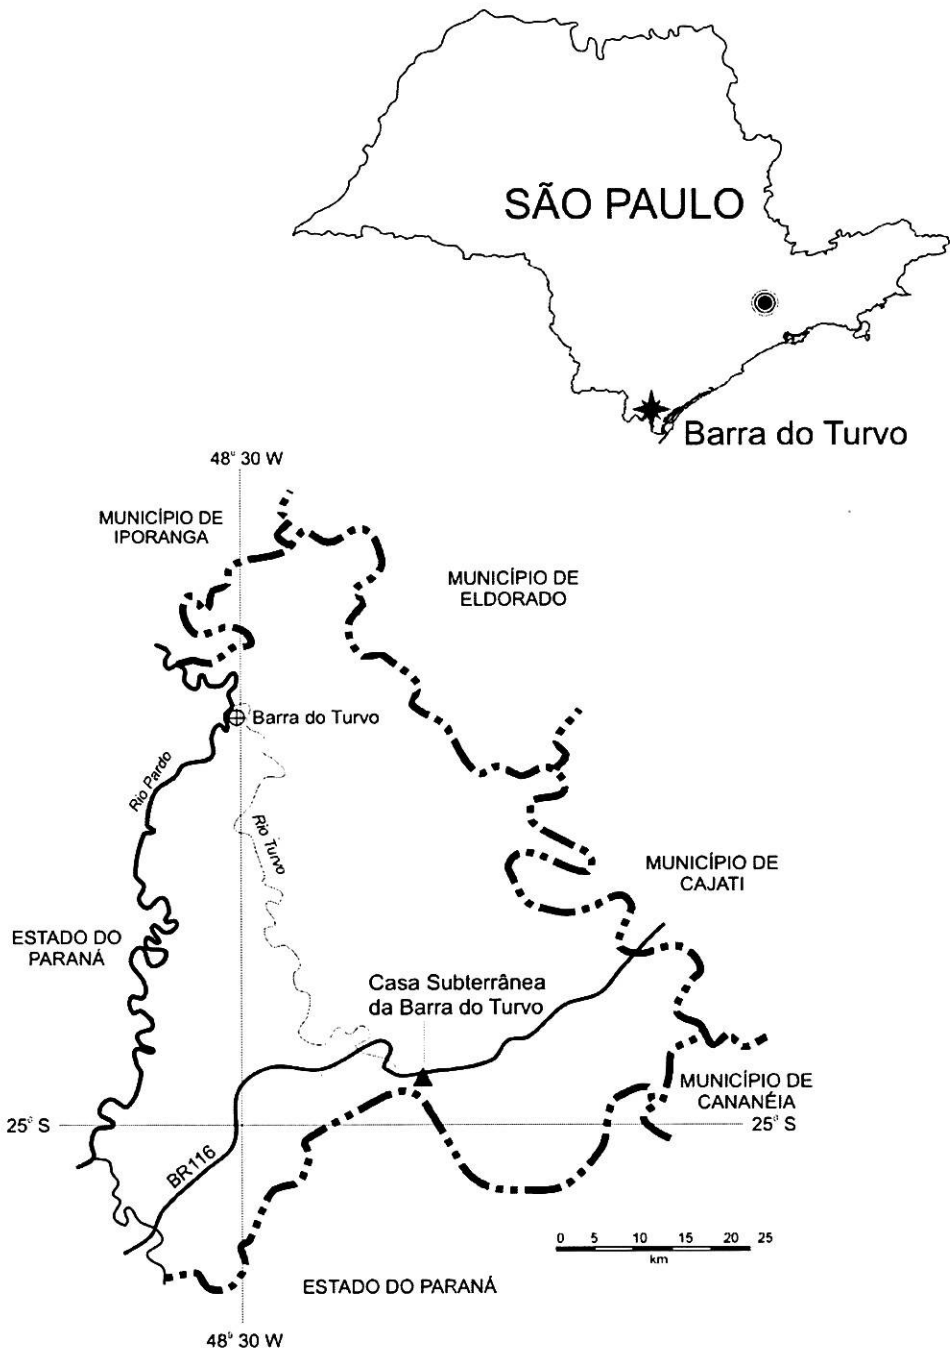 SÃO PAULO
Barra do Turvo
48° 30 W
MUNICÍPIO DE
IPORANGA
MUNICÍPIO DE
ELDORADO
Barra do Turvo
Rio Pardo
Rio Turvo
MUNICÍPIO DE
CAJATI
ESTADO DO
PARANÁ
Casa Subterrânea
da Barra do Turvo
MUNICÍPIO DE
CANANÉIA
25° S
25° S
BR116
0 5 10 15 20 25
km
ESTADO DO PARANÁ
48° 30 W